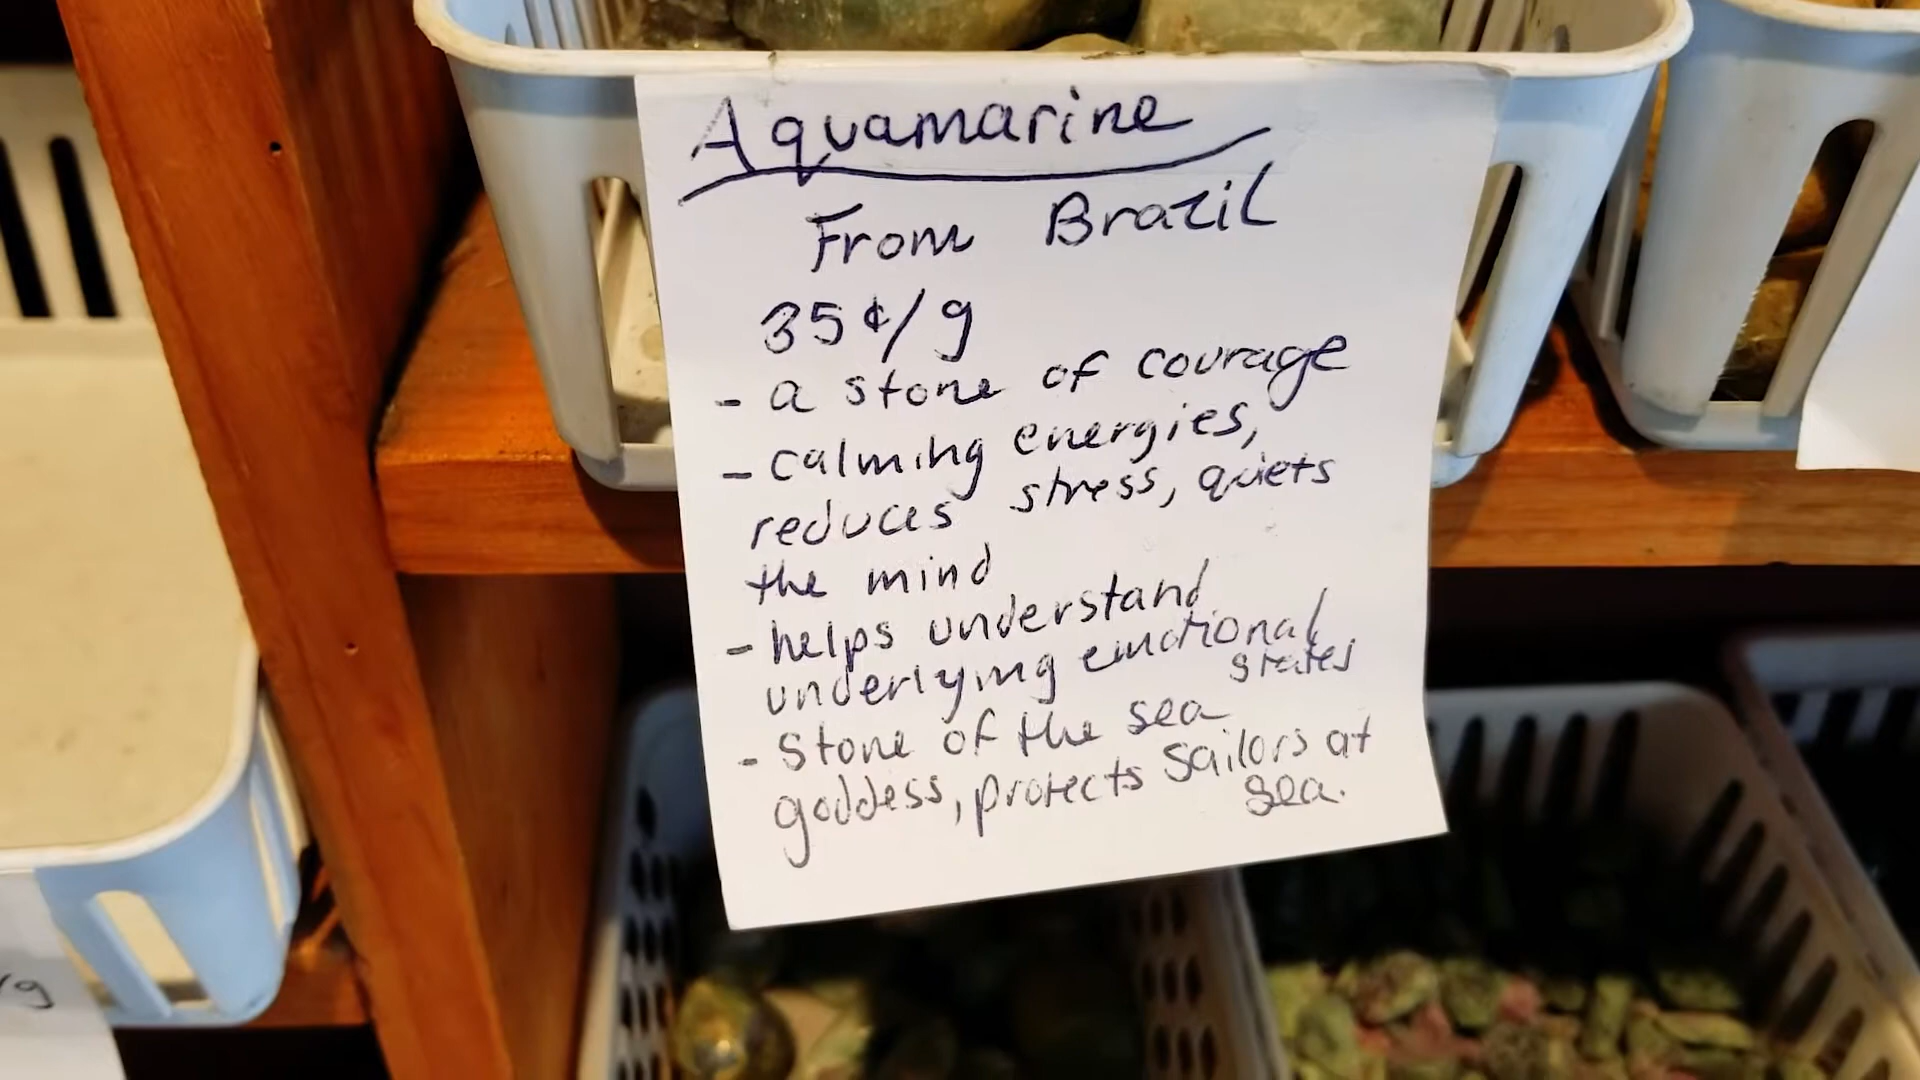 Aquamarine
From Brazil
35¢/g
- a stone of courage
- calming energies,
reduces stress, quiets
the mind
- helps understand
underlying emotional
states
- Stone of the sea
goddess, protects sailors at
sea.
/g